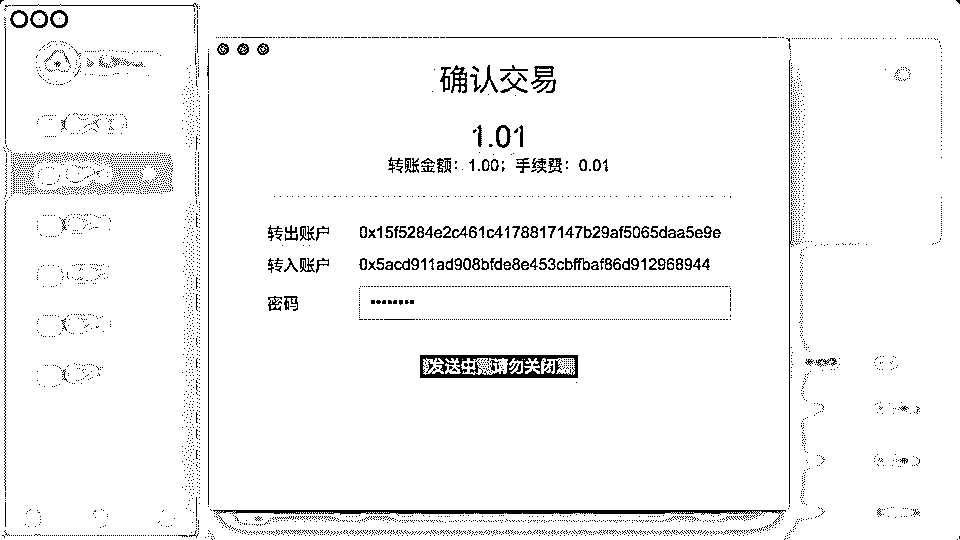 确认交易
1.01
转账金额：1.00；手续费：0.01
转出账户 0x15f5284e2c461c4178817147b29af5065daa5e9e
转入账户 0x5acd911ad908bfde8e453cbffbaf86d912968944
密码 ••••••••
发送中 请勿关闭